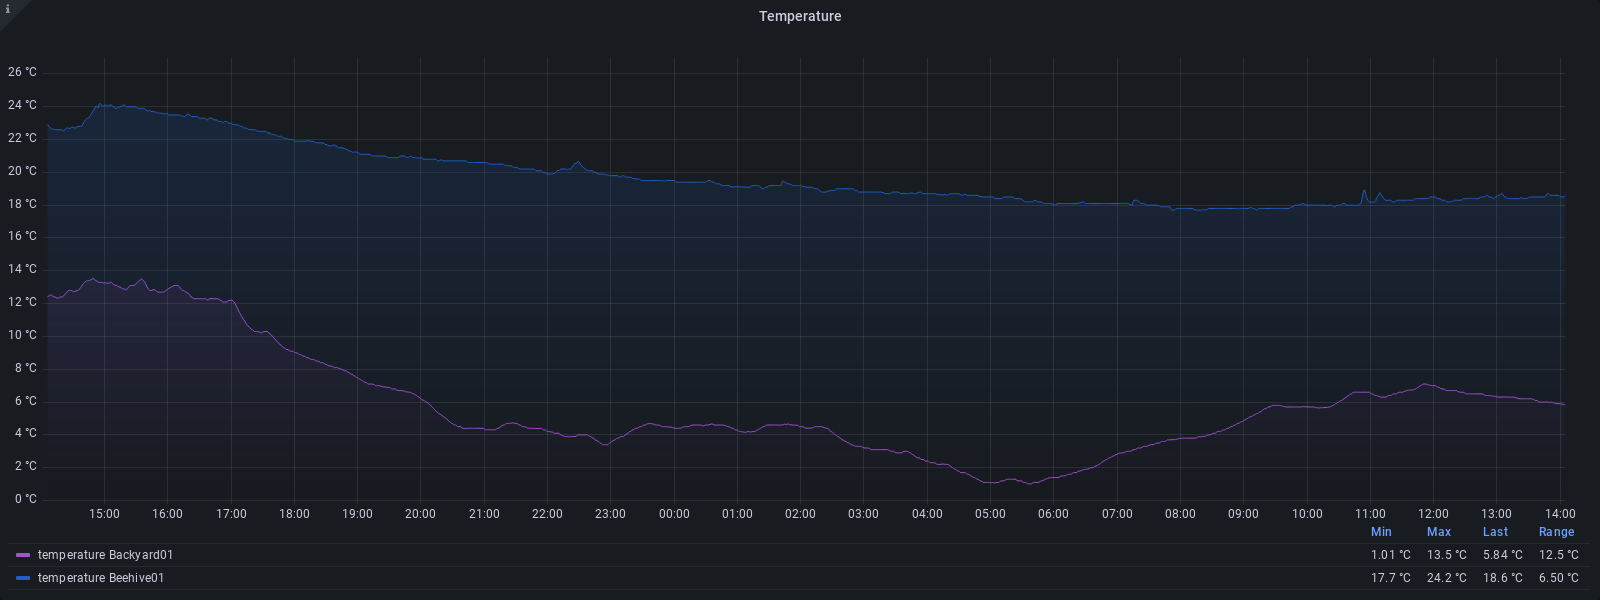 i
Temperature
26 °C
24 °C
22 °C
20 °C
18 °C
16 °C
14 °C
12 °C
10 °C
8 °C
6 °C
4 °C
2 °C
0 °C
15:00 16:00 17:00 18:00 19:00 20:00 21:00 22:00 23:00 00:00 01:00 02:00 03:00 04:00 05:00 06:00 07:00 08:00 09:00 10:00 11:00 12:00 13:00 14:00
Min Max Last Range
temperature Backyard01 1.01 °C 13.5 °C 5.84 °C 12.5 °C
temperature Beehive01 17.7 °C 24.2 °C 18.6 °C 6.50 °C